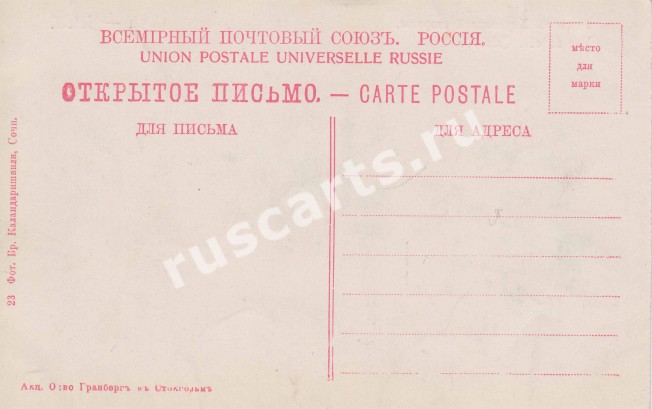 ВСЕМІРНЫЙ ПОЧТОВЫЙ СОЮЗЪ. РОССІЯ.
UNION POSTALE UNIVERSELLE RUSSIE
ОТКРЫТОЕ ПИСЬМО. — CARTE POSTALE
мѣсто
для
марки
ДЛЯ ПИСЬМА
ДЛЯ АДРЕСА
23 Фот. Бр. Каландаришвили, Сочи.
ruscarts.ru
Акц. О-во Гранбергъ въ Стокгольмъ